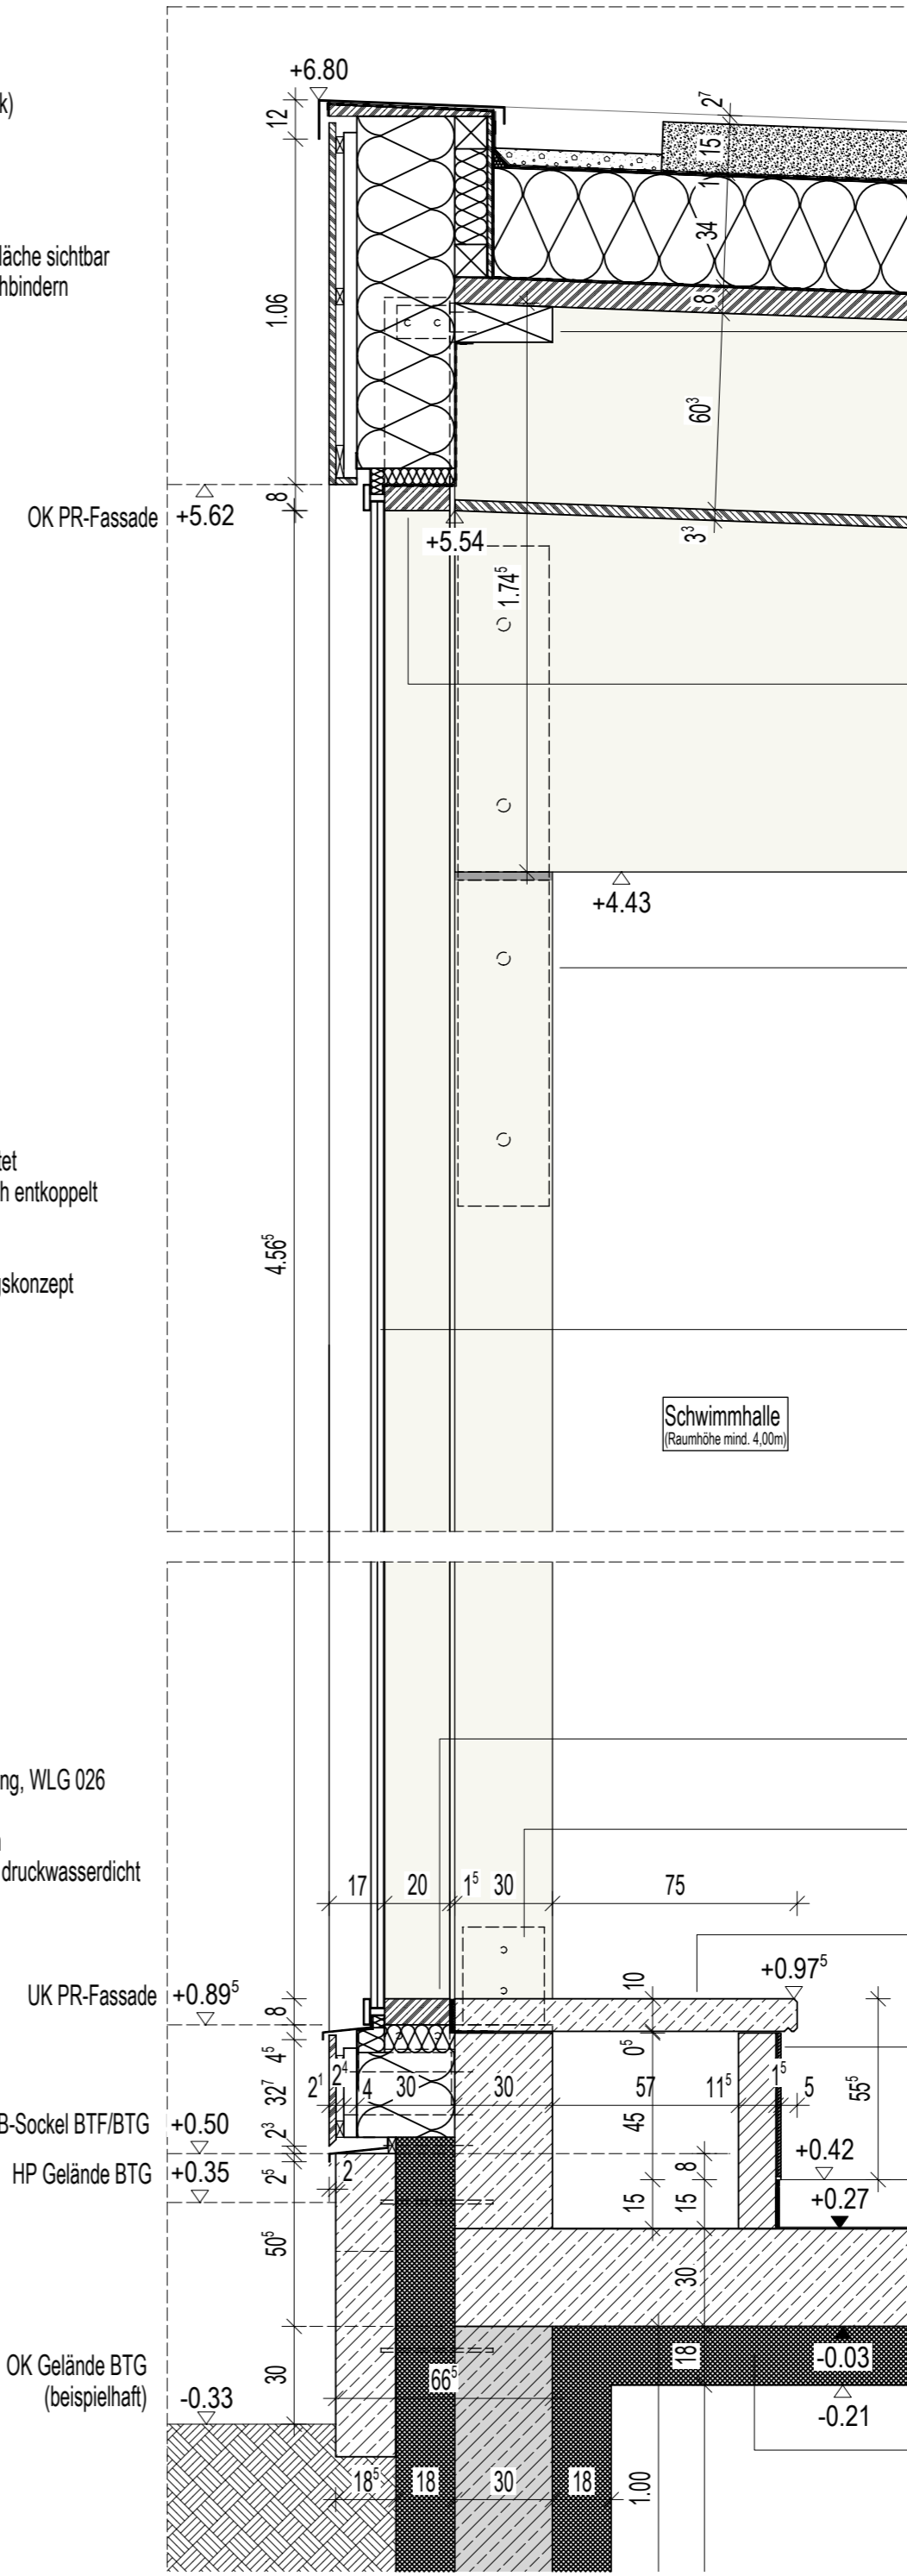 +6.80
k)
12
2⁷
15
1
34
8
läche sichtbar
hbindern
1.06
60³
8
OK PR-Fassade +5.62
+5.54
3³
1.74⁵
+4.43
tet
h entkoppelt
4.56⁵
gskonzept
Schwimmhalle
(Raumhöhe mind. 4,00m)
ng, WLG 026
druckwasserdicht
17 20 1⁵ 30 75
UK PR-Fassade +0.89⁵
8
10
+0.97⁵
4⁵
0⁵
32⁷
2¹ 2⁴ 4 30 30 57 11⁵ 1⁵ 5
45
55⁵
B-Sockel BTF/BTG +0.50
2³
8
+0.42
HP Gelände BTG +0.35
2⁵
2
15
15
+0.27
50⁵
30
OK Gelände BTG
(beispielhaft)
-0.33
30
66⁵
18
-0.03
-0.21
18⁵ 18 30 18
1.00